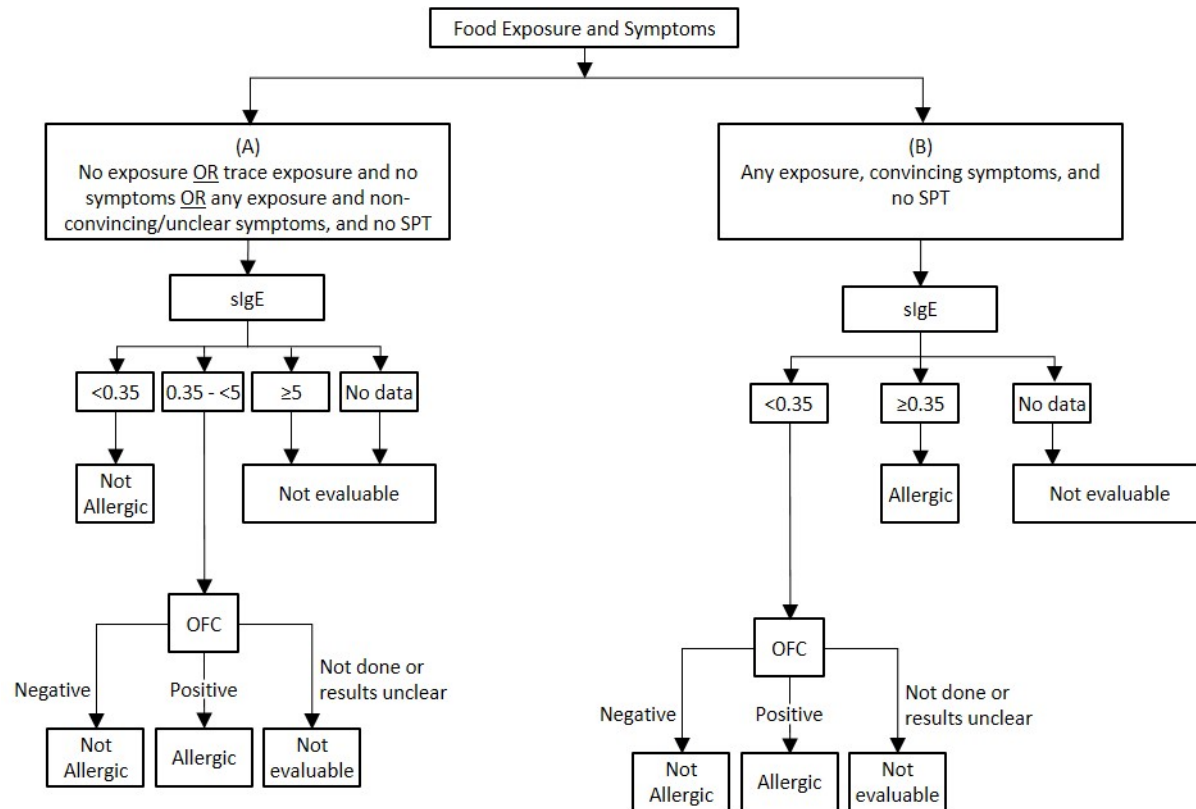 Food Exposure and Symptoms
(A)
No exposure OR trace exposure and no
symptoms OR any exposure and non-
convincing/unclear symptoms, and no SPT
sIgE
<0.35
0.35 - <5
≥5
No data
Not
Allergic
Not evaluable
OFC
Negative
Positive
Not done or
results unclear
Not
Allergic
Allergic
Not
evaluable
(B)
Any exposure, convincing symptoms, and
no SPT
sIgE
<0.35
≥0.35
No data
Allergic
Not evaluable
OFC
Negative
Positive
Not done or
results unclear
Not
Allergic
Allergic
Not
evaluable